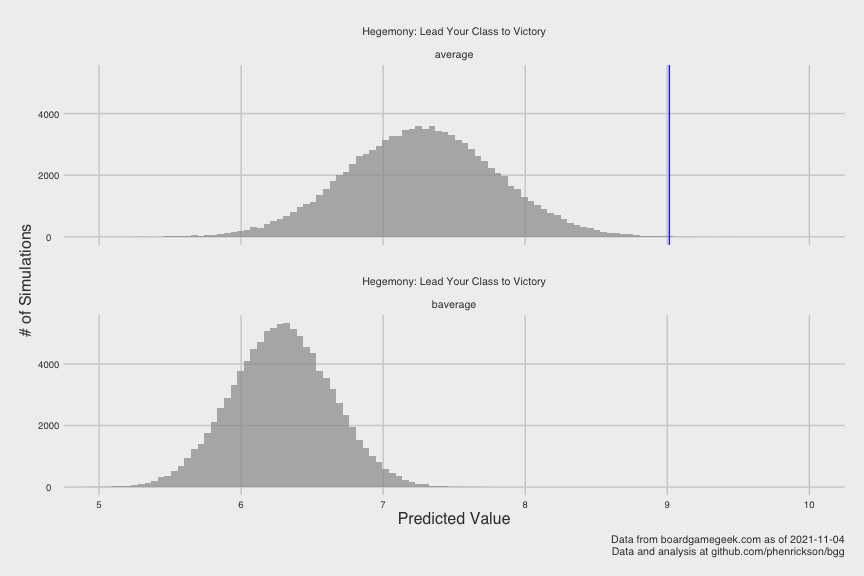 Hegemony: Lead Your Class to Victory
average
4000
2000
0
# of Simulations
Hegemony: Lead Your Class to Victory
baverage
4000
2000
0
5 6 7 8 9 10
Predicted Value
Data from boardgamegeek.com as of 2021-11-04
Data and analysis at github.com/phenrickson/bgg